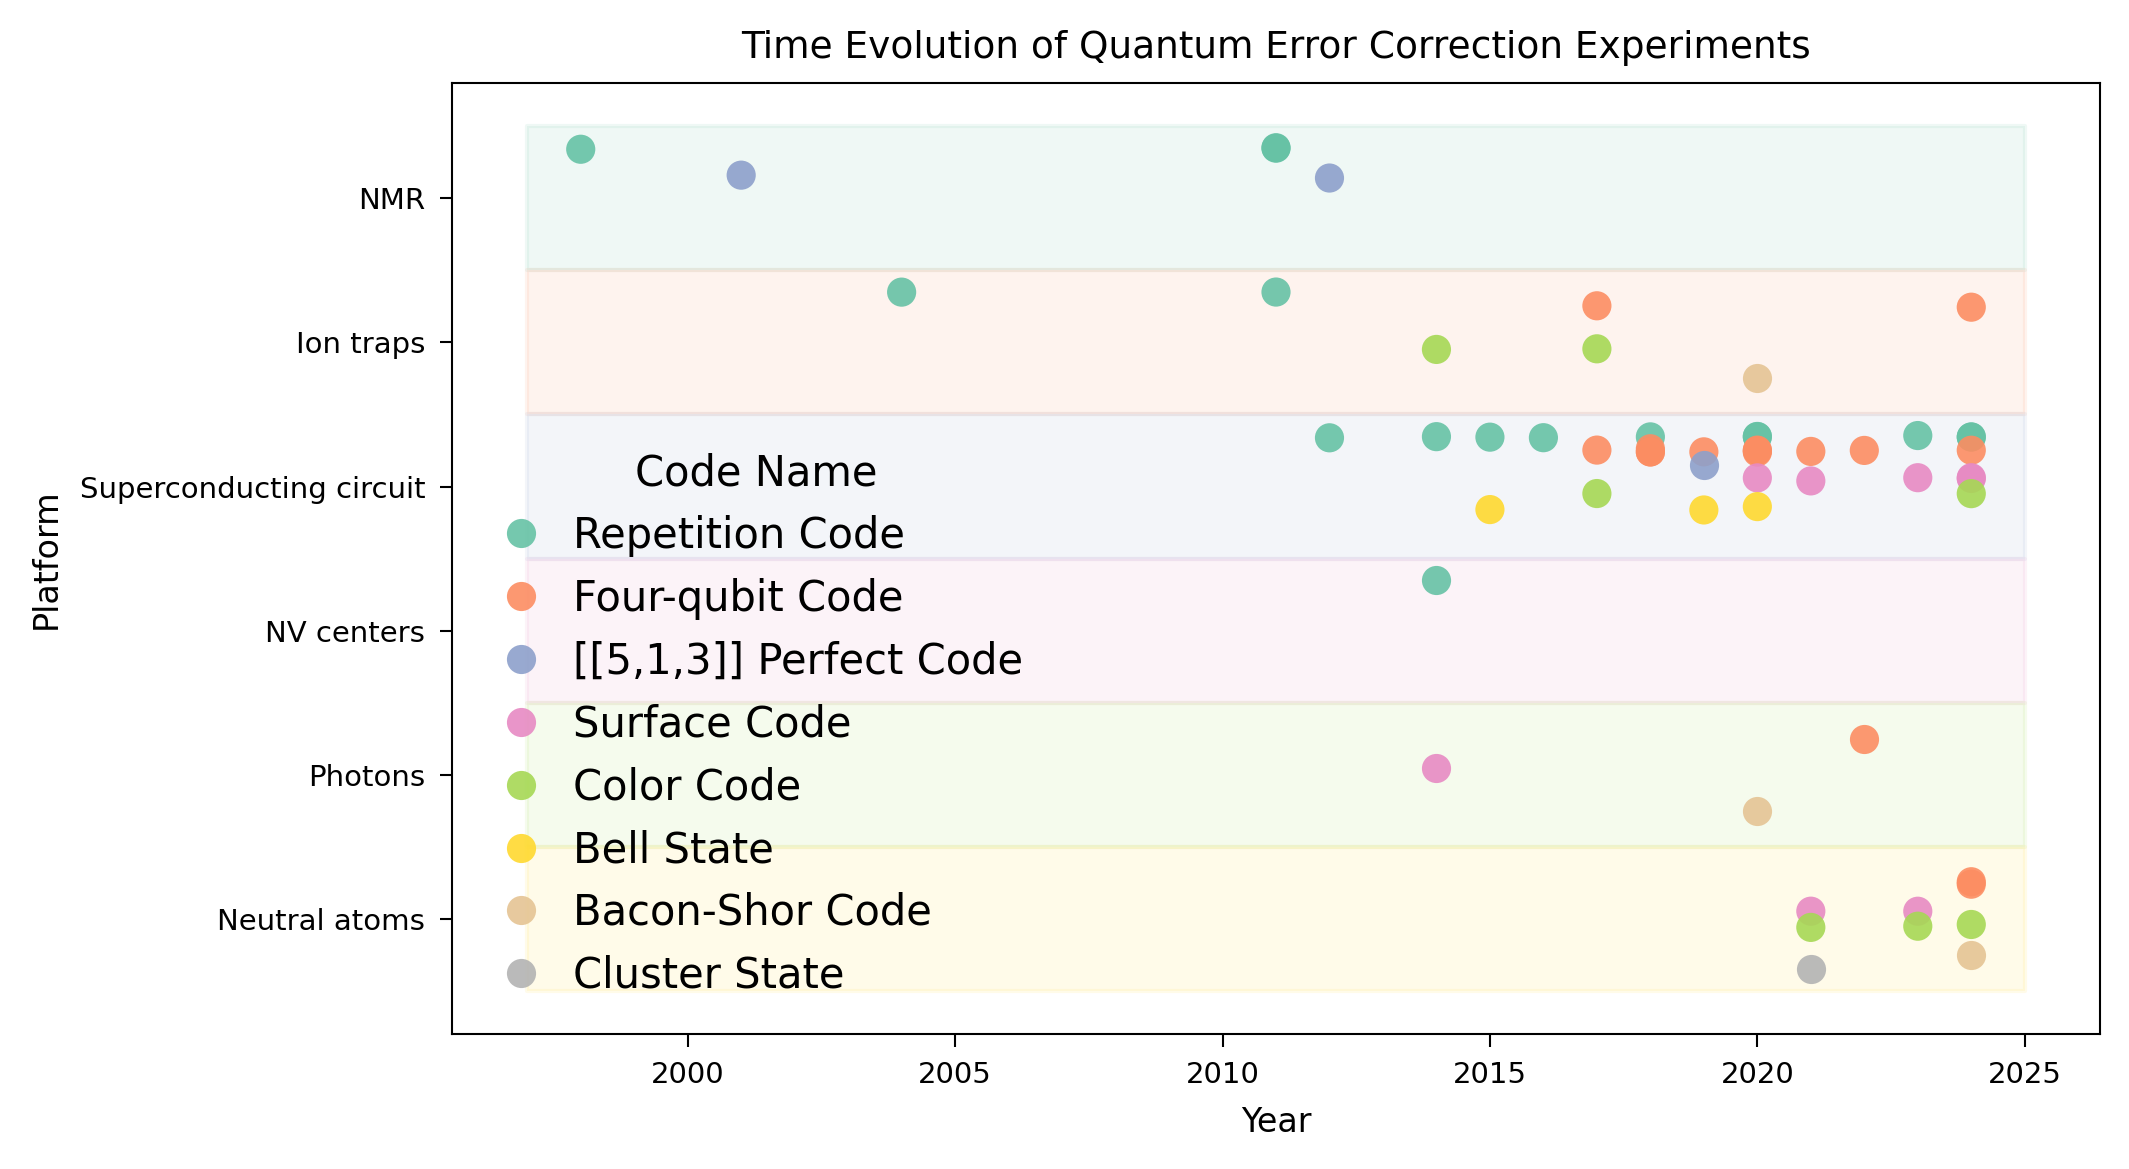 Time Evolution of Quantum Error Correction Experiments
Platform
NMR
Ion traps
Superconducting circuit
NV centers
Photons
Neutral atoms
Code Name
Repetition Code
Four-qubit Code
[[5,1,3]] Perfect Code
Surface Code
Color Code
Bell State
Bacon-Shor Code
Cluster State
2000
2005
2010
2015
2020
2025
Year